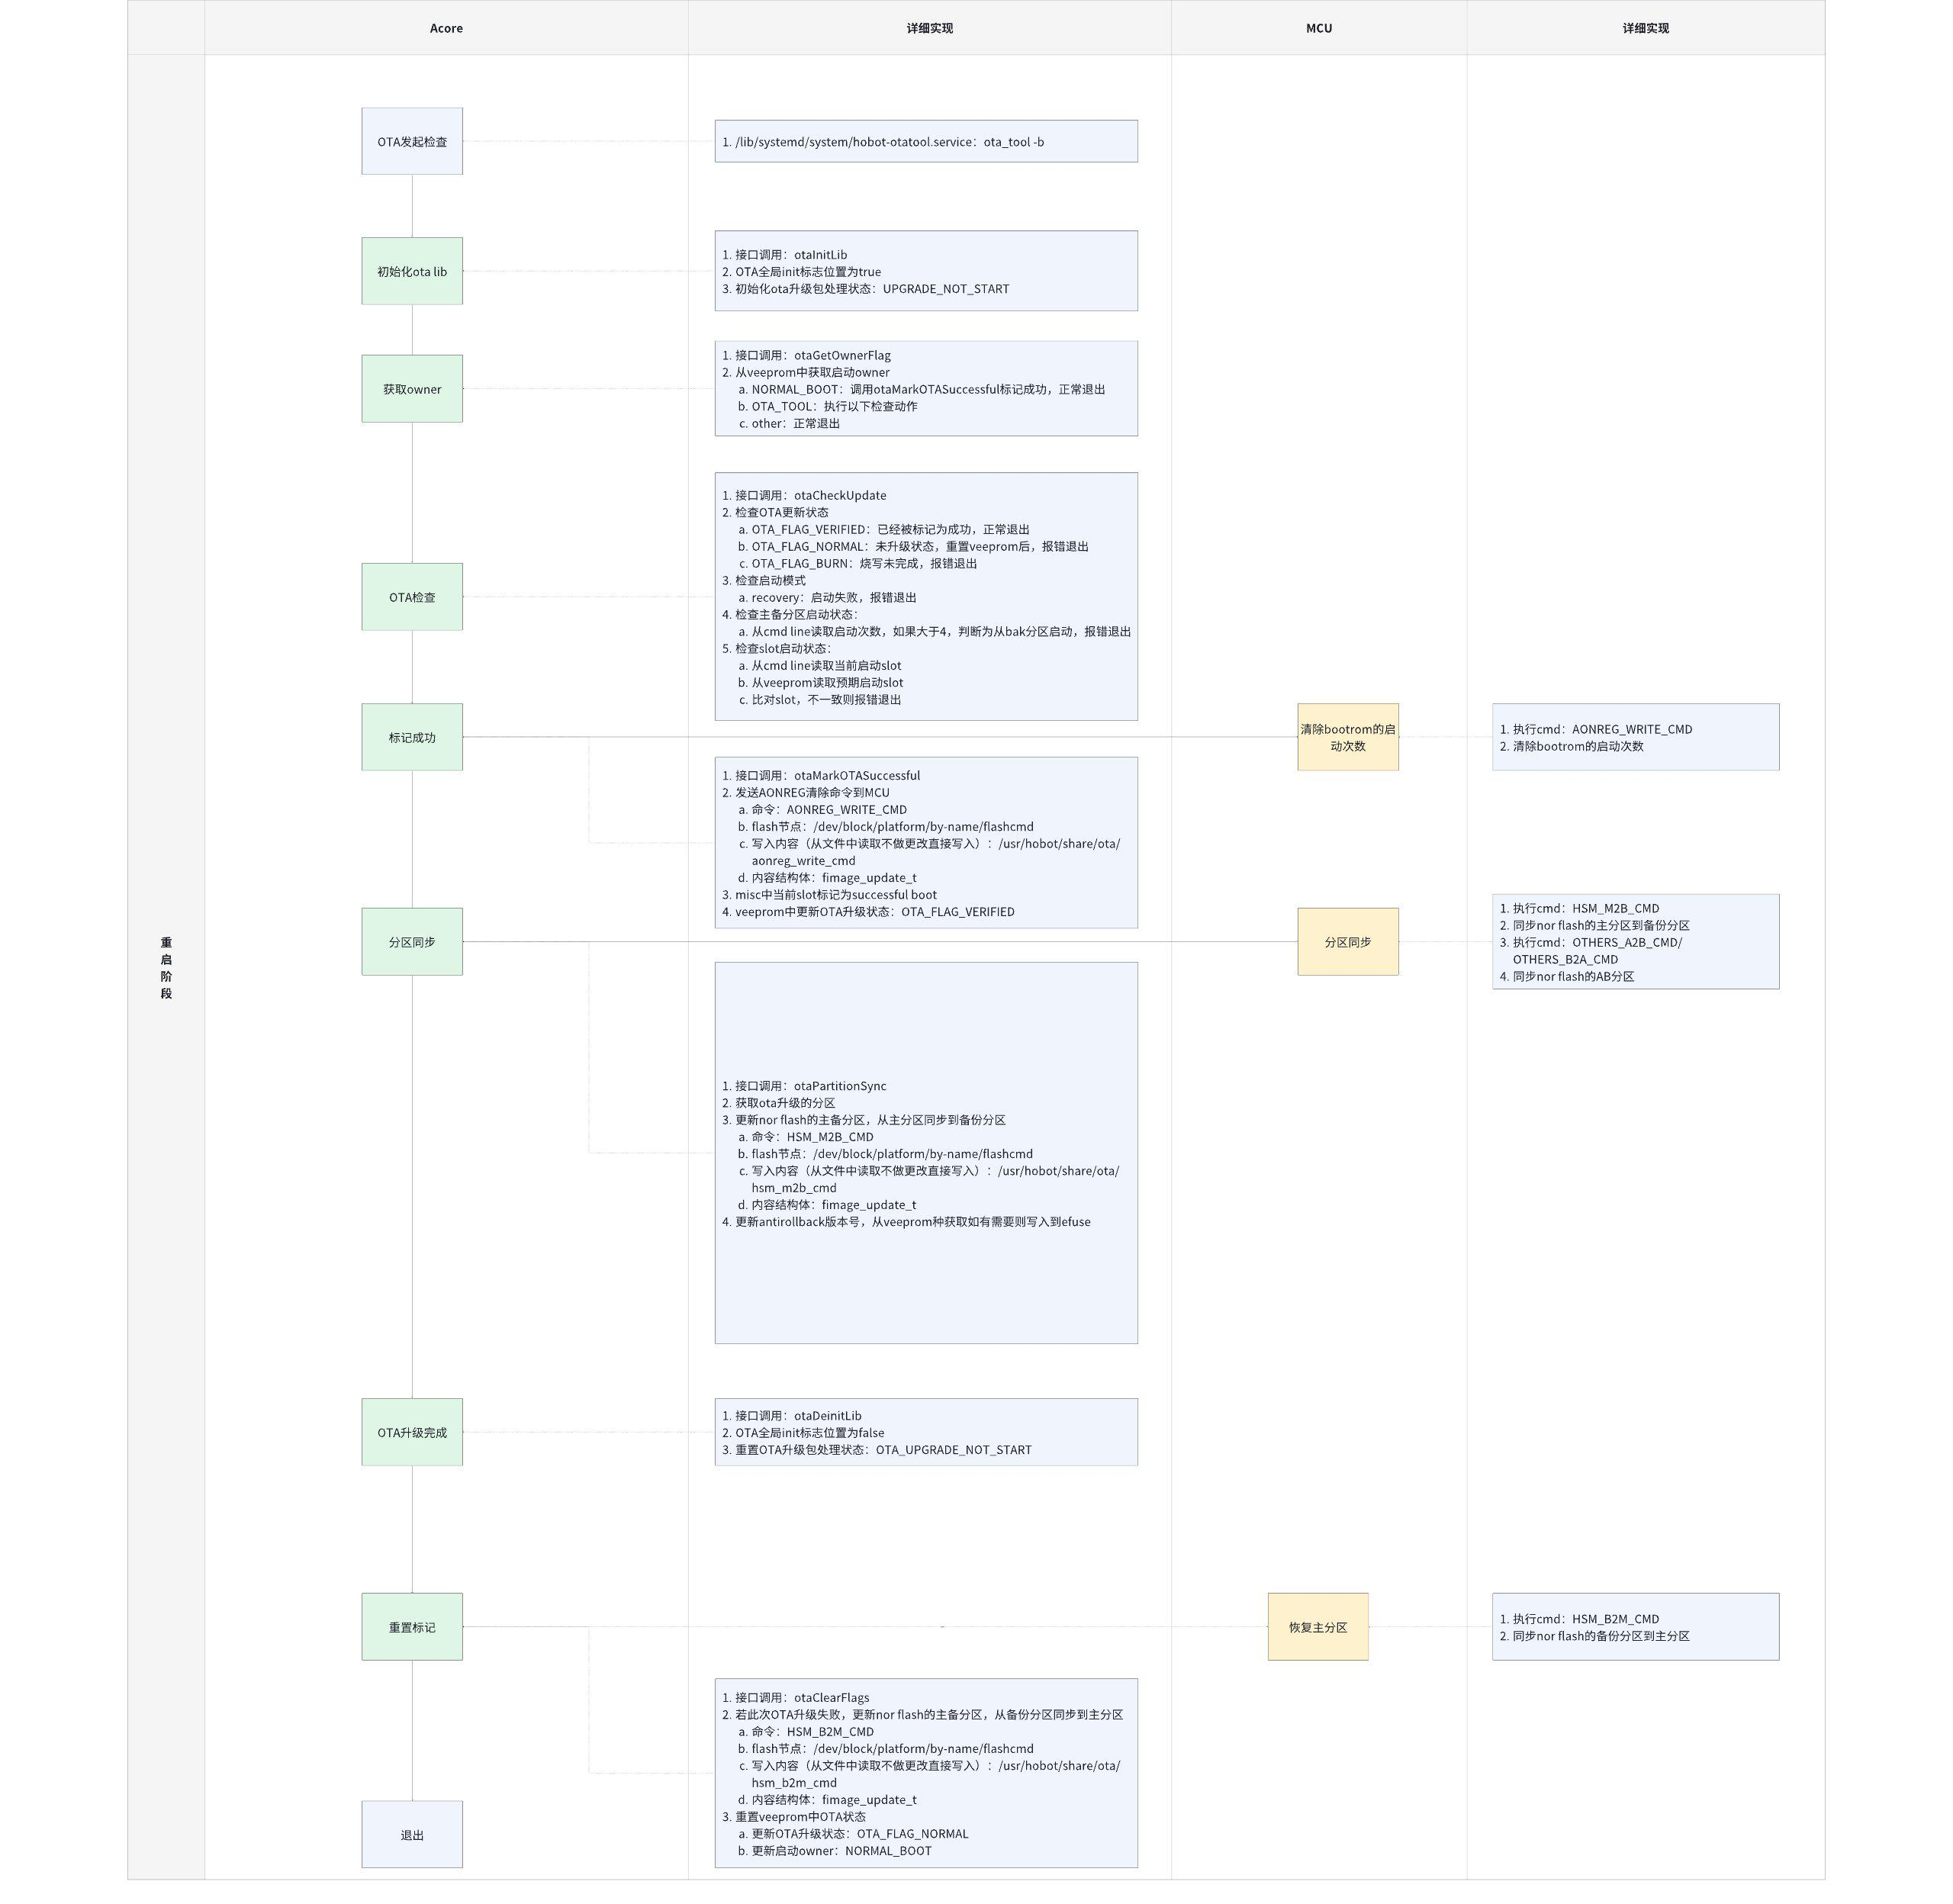 Acore
详细实现
MCU
详细实现
重
启
阶
段
OTA发起检查
1. /lib/systemd/system/hobot-otatool.service：ota_tool -b
初始化ota lib
1. 接口调用：otaInitLib
2. OTA全局init标志位置为true
3. 初始化ota升级包处理状态：UPGRADE_NOT_START
获取owner
1. 接口调用：otaGetOwnerFlag
2. 从veeprom中获取启动owner
a. NORMAL_BOOT：调用otaMarkOTASuccessful标记成功，正常退出
b. OTA_TOOL：执行以下检查动作
c. other：正常退出
OTA检查
1. 接口调用：otaCheckUpdate
2. 检查OTA更新状态
a. OTA_FLAG_VERIFIED：已经被标记为成功，正常退出
b. OTA_FLAG_NORMAL：未升级状态，重置veeprom后，报错退出
c. OTA_FLAG_BURN：烧写未完成，报错退出
3. 检查启动模式
a. recovery：启动失败，报错退出
4. 检查主备分区启动状态：
a. 从cmd line读取启动次数，如果大于4，判断为从bak分区启动，报错退出
5. 检查slot启动状态：
a. 从cmd line读取当前启动slot
b. 从veeprom读取预期启动slot
c. 比对slot，不一致则报错退出
标记成功
清除bootrom的启
动次数
1. 执行cmd：AONREG_WRITE_CMD
2. 清除bootrom的启动次数
1. 接口调用：otaMarkOTASuccessful
2. 发送AONREG清除命令到MCU
a. 命令：AONREG_WRITE_CMD
b. flash节点：/dev/block/platform/by-name/flashcmd
c. 写入内容（从文件中读取不做更改直接写入）：/usr/hobot/share/ota/
aonreg_write_cmd
d. 内容结构体：fimage_update_t
3. misc中当前slot标记为successful boot
4. veeprom中更新OTA升级状态：OTA_FLAG_VERIFIED
分区同步
分区同步
1. 执行cmd：HSM_M2B_CMD
2. 同步nor flash的主分区到备份分区
3. 执行cmd：OTHERS_A2B_CMD/
OTHERS_B2A_CMD
4. 同步nor flash的AB分区
1. 接口调用：otaPartitionSync
2. 获取ota升级的分区
3. 更新nor flash的主备分区，从主分区同步到备份分区
a. 命令：HSM_M2B_CMD
b. flash节点：/dev/block/platform/by-name/flashcmd
c. 写入内容（从文件中读取不做更改直接写入）：/usr/hobot/share/ota/
hsm_m2b_cmd
d. 内容结构体：fimage_update_t
4. 更新antirollback版本号，从veeprom种获取如有需要则写入到efuse
OTA升级完成
1. 接口调用：otaDeinitLib
2. OTA全局init标志位置为false
3. 重置OTA升级包处理状态：OTA_UPGRADE_NOT_START
重置标记
恢复主分区
1. 执行cmd：HSM_B2M_CMD
2. 同步nor flash的备份分区到主分区
1. 接口调用：otaClearFlags
2. 若此次OTA升级失败，更新nor flash的主备分区，从备份分区同步到主分区
a. 命令：HSM_B2M_CMD
b. flash节点：/dev/block/platform/by-name/flashcmd
c. 写入内容（从文件中读取不做更改直接写入）：/usr/hobot/share/ota/
hsm_b2m_cmd
d. 内容结构体：fimage_update_t
3. 重置veeprom中OTA状态
a. 更新OTA升级状态：OTA_FLAG_NORMAL
b. 更新启动owner：NORMAL_BOOT
退出